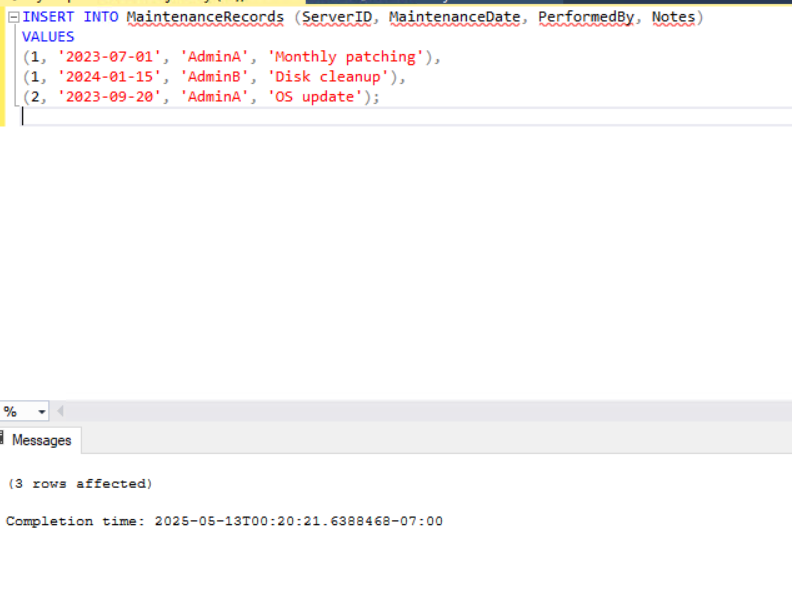 INSERT INTO MaintenanceRecords (ServerID, MaintenanceDate, PerformedBy, Notes)
VALUES
(1, '2023-07-01', 'AdminA', 'Monthly patching'),
(1, '2024-01-15', 'AdminB', 'Disk cleanup'),
(2, '2023-09-20', 'AdminA', 'OS update');
%
Messages
(3 rows affected)
Completion time: 2025-05-13T00:20:21.6388468-07:00